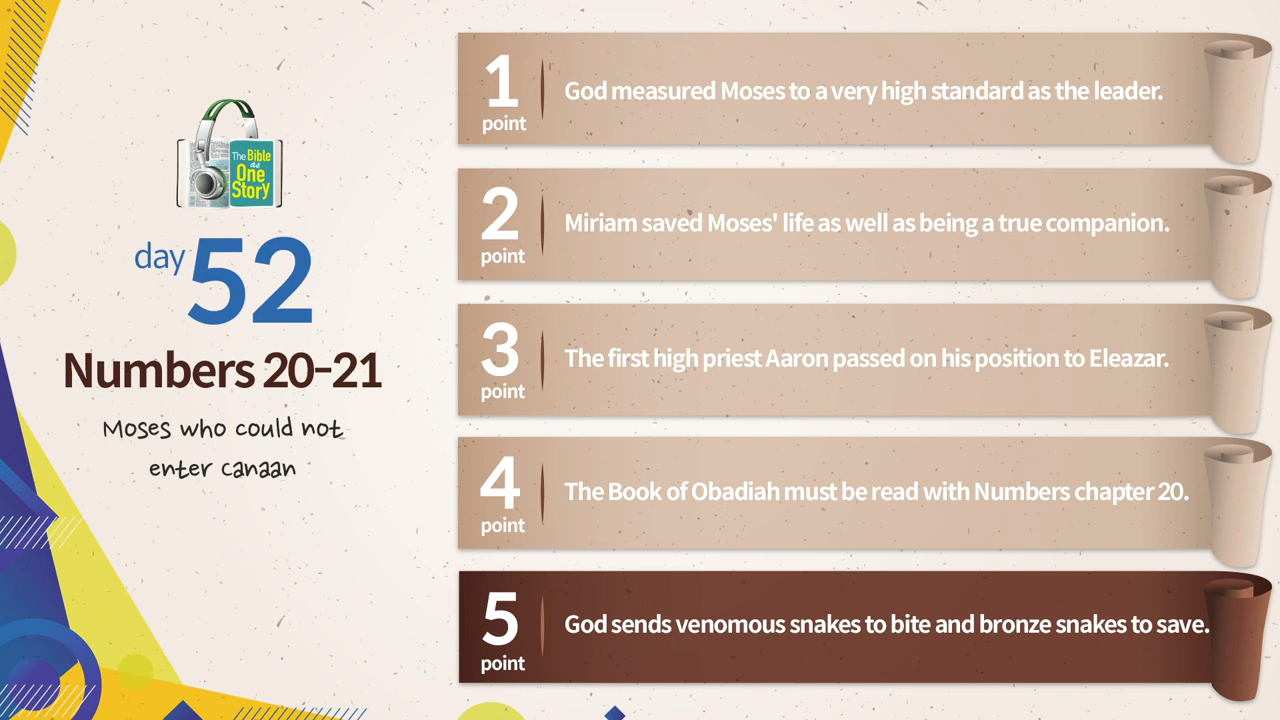 The Bible
as
One
Story
day 52
Numbers 20-21
Moses who could not
enter canaan
1
point
God measured Moses to a very high standard as the leader.
2
point
Miriam saved Moses' life as well as being a true companion.
3
point
The first high priest Aaron passed on his position to Eleazar.
4
point
The Book of Obadiah must be read with Numbers chapter 20.
5
point
God sends venomous snakes to bite and bronze snakes to save.